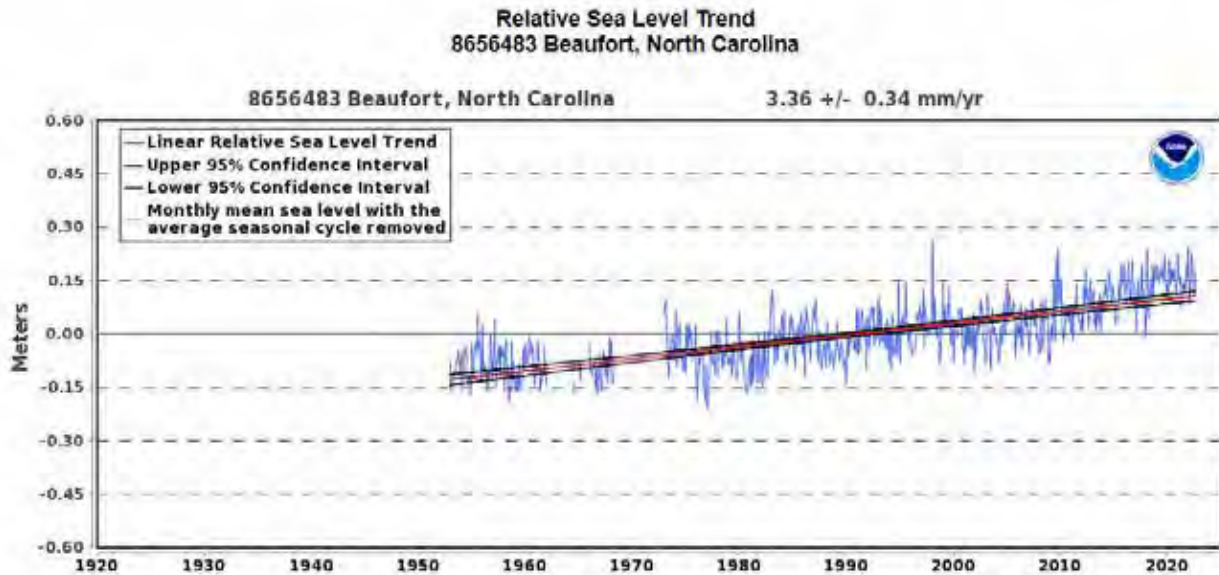 Relative Sea Level Trend
8656483 Beaufort, North Carolina
8656483 Beaufort, North Carolina 3.36 +/- 0.34 mm/yr
0.60
0.45
0.30
0.15
0.00
-0.15
-0.30
-0.45
-0.60
Meters
Linear Relative Sea Level Trend
Upper 95% Confidence Interval
Lower 95% Confidence Interval
Monthly mean sea level with the
average seasonal cycle removed
1920 1930 1940 1950 1960 1970 1980 1990 2000 2010 2020